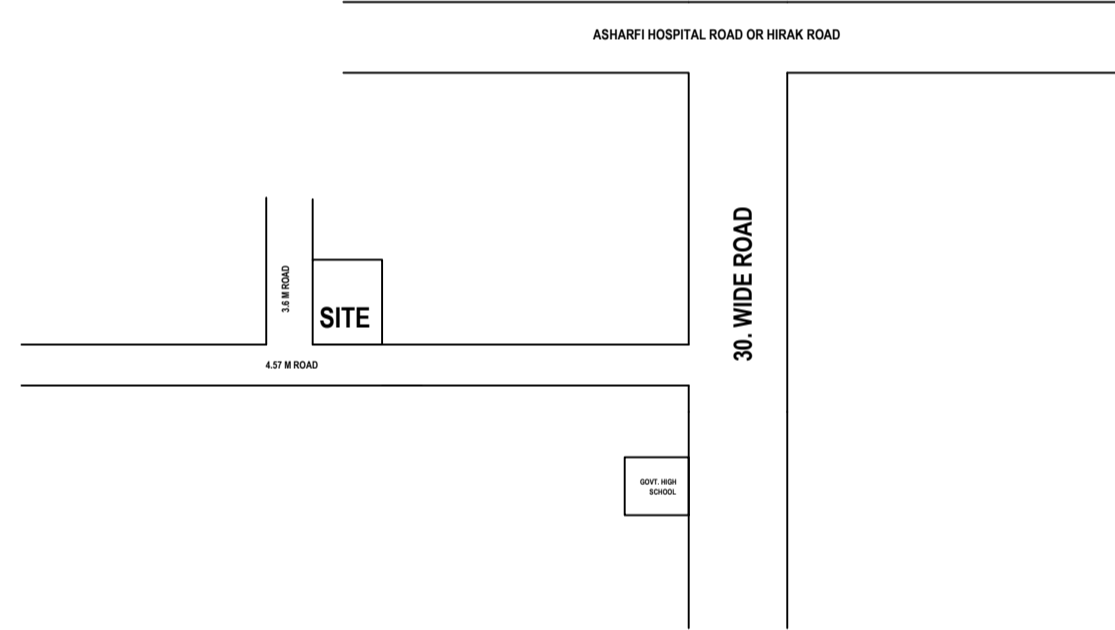 ASHARFI HOSPITAL ROAD OR HIRAK ROAD
30. WIDE ROAD
3.6 M ROAD
SITE
4.57 M ROAD
GOVT. HIGH
SCHOOL